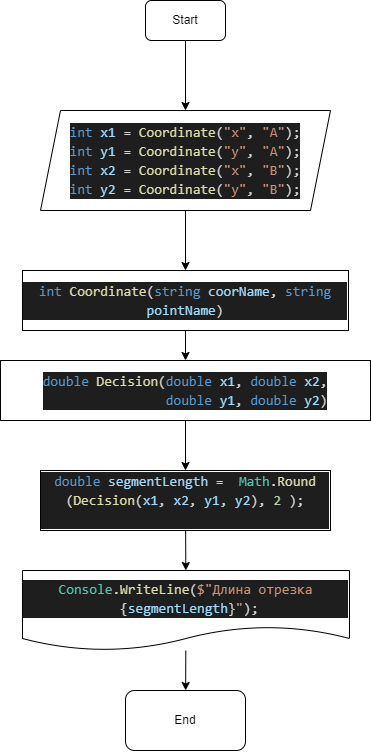 Start
int x1 = Coordinate("x", "A");
int y1 = Coordinate("y", "A");
int x2 = Coordinate("x", "B");
int y2 = Coordinate("y", "B");
int Coordinate(string coorName, string
pointName)
double Decision(double x1, double x2,
double y1, double y2)
double segmentLength =  Math.Round
(Decision(x1, x2, y1, y2), 2 );
Console.WriteLine($"Длина отрезка
{segmentLength}");
End